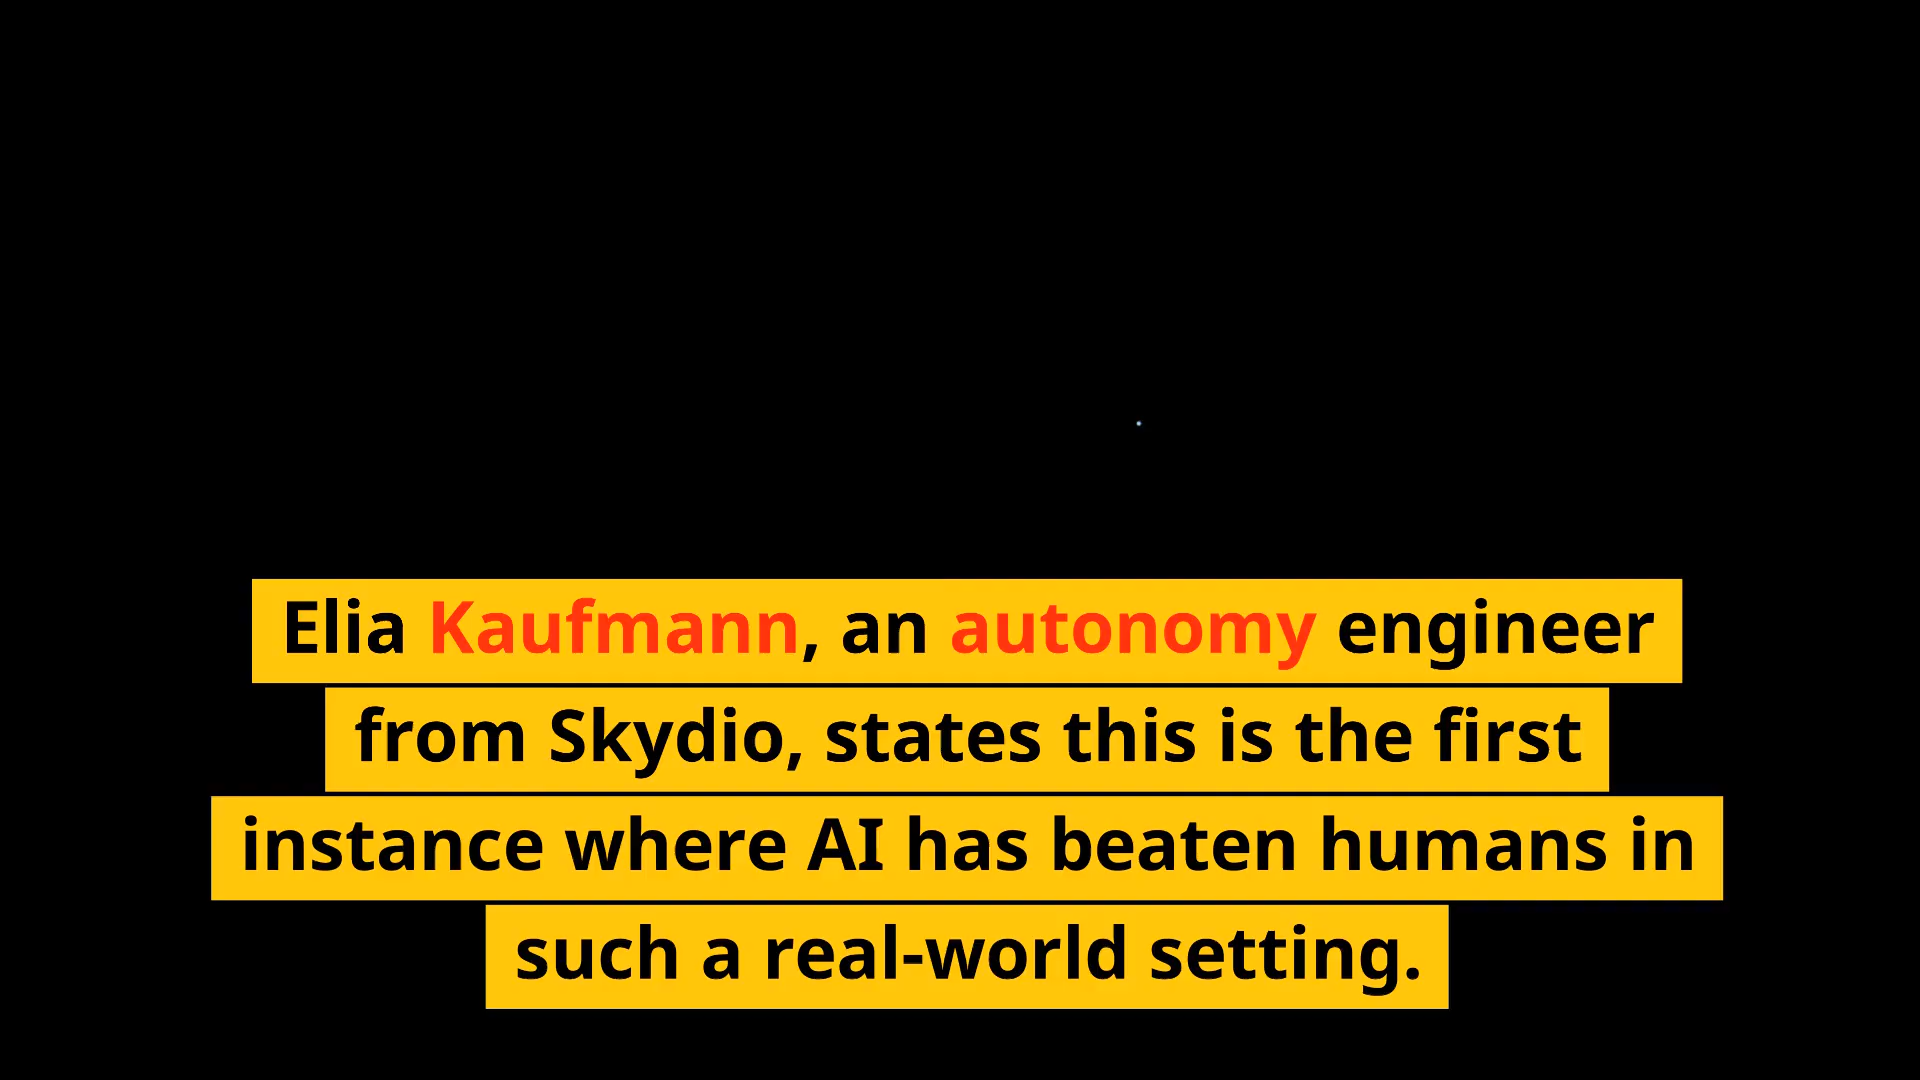 Elia Kaufmann, an autonomy engineer
from Skydio, states this is the first
instance where AI has beaten humans in
such a real-world setting.